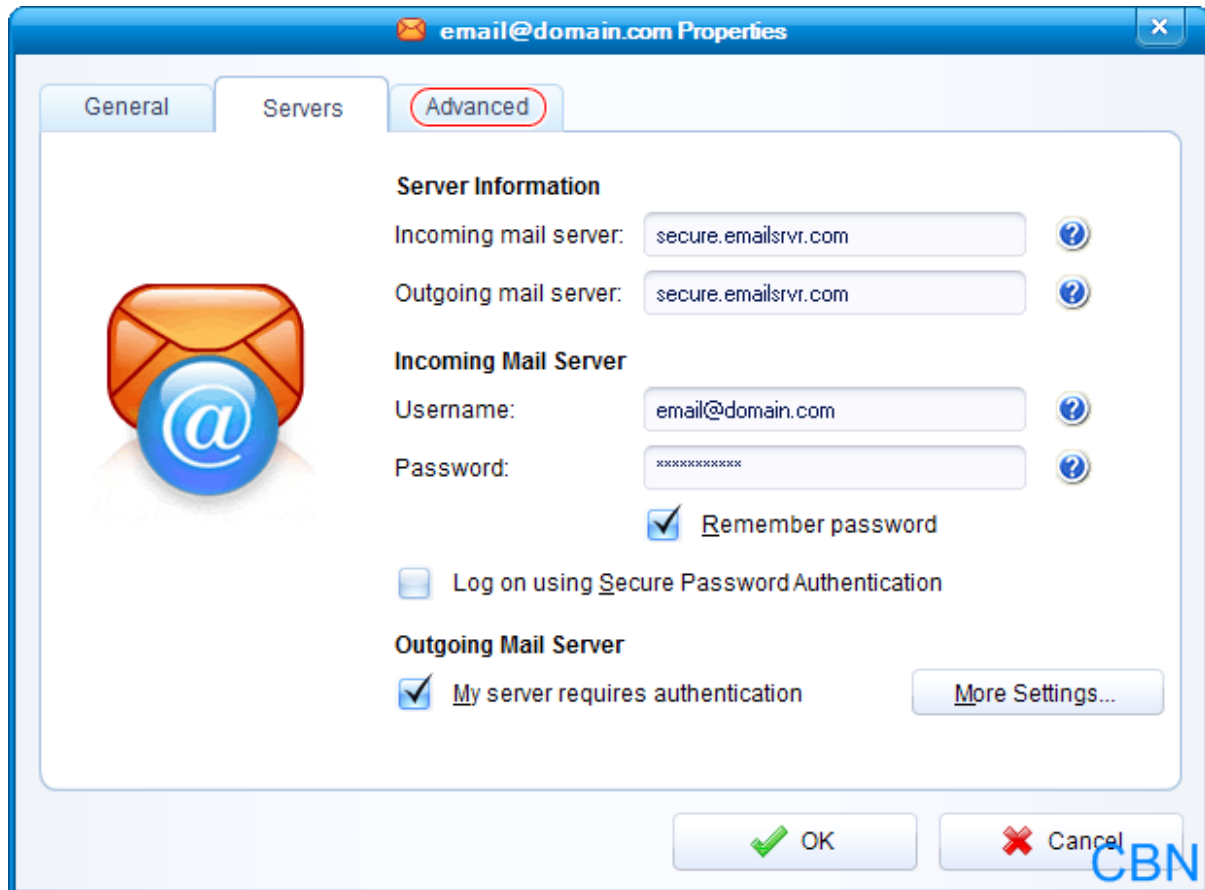 email@domain.com Properties
General Servers Advanced
Server Information
Incoming mail server: secure.emailsrvr.com
Outgoing mail server: secure.emailsrvr.com
Incoming Mail Server
Username: email@domain.com
Password: ***********
Remember password
Log on using Secure Password Authentication
Outgoing Mail Server
My server requires authentication More Settings...
OK Cancel
CBN